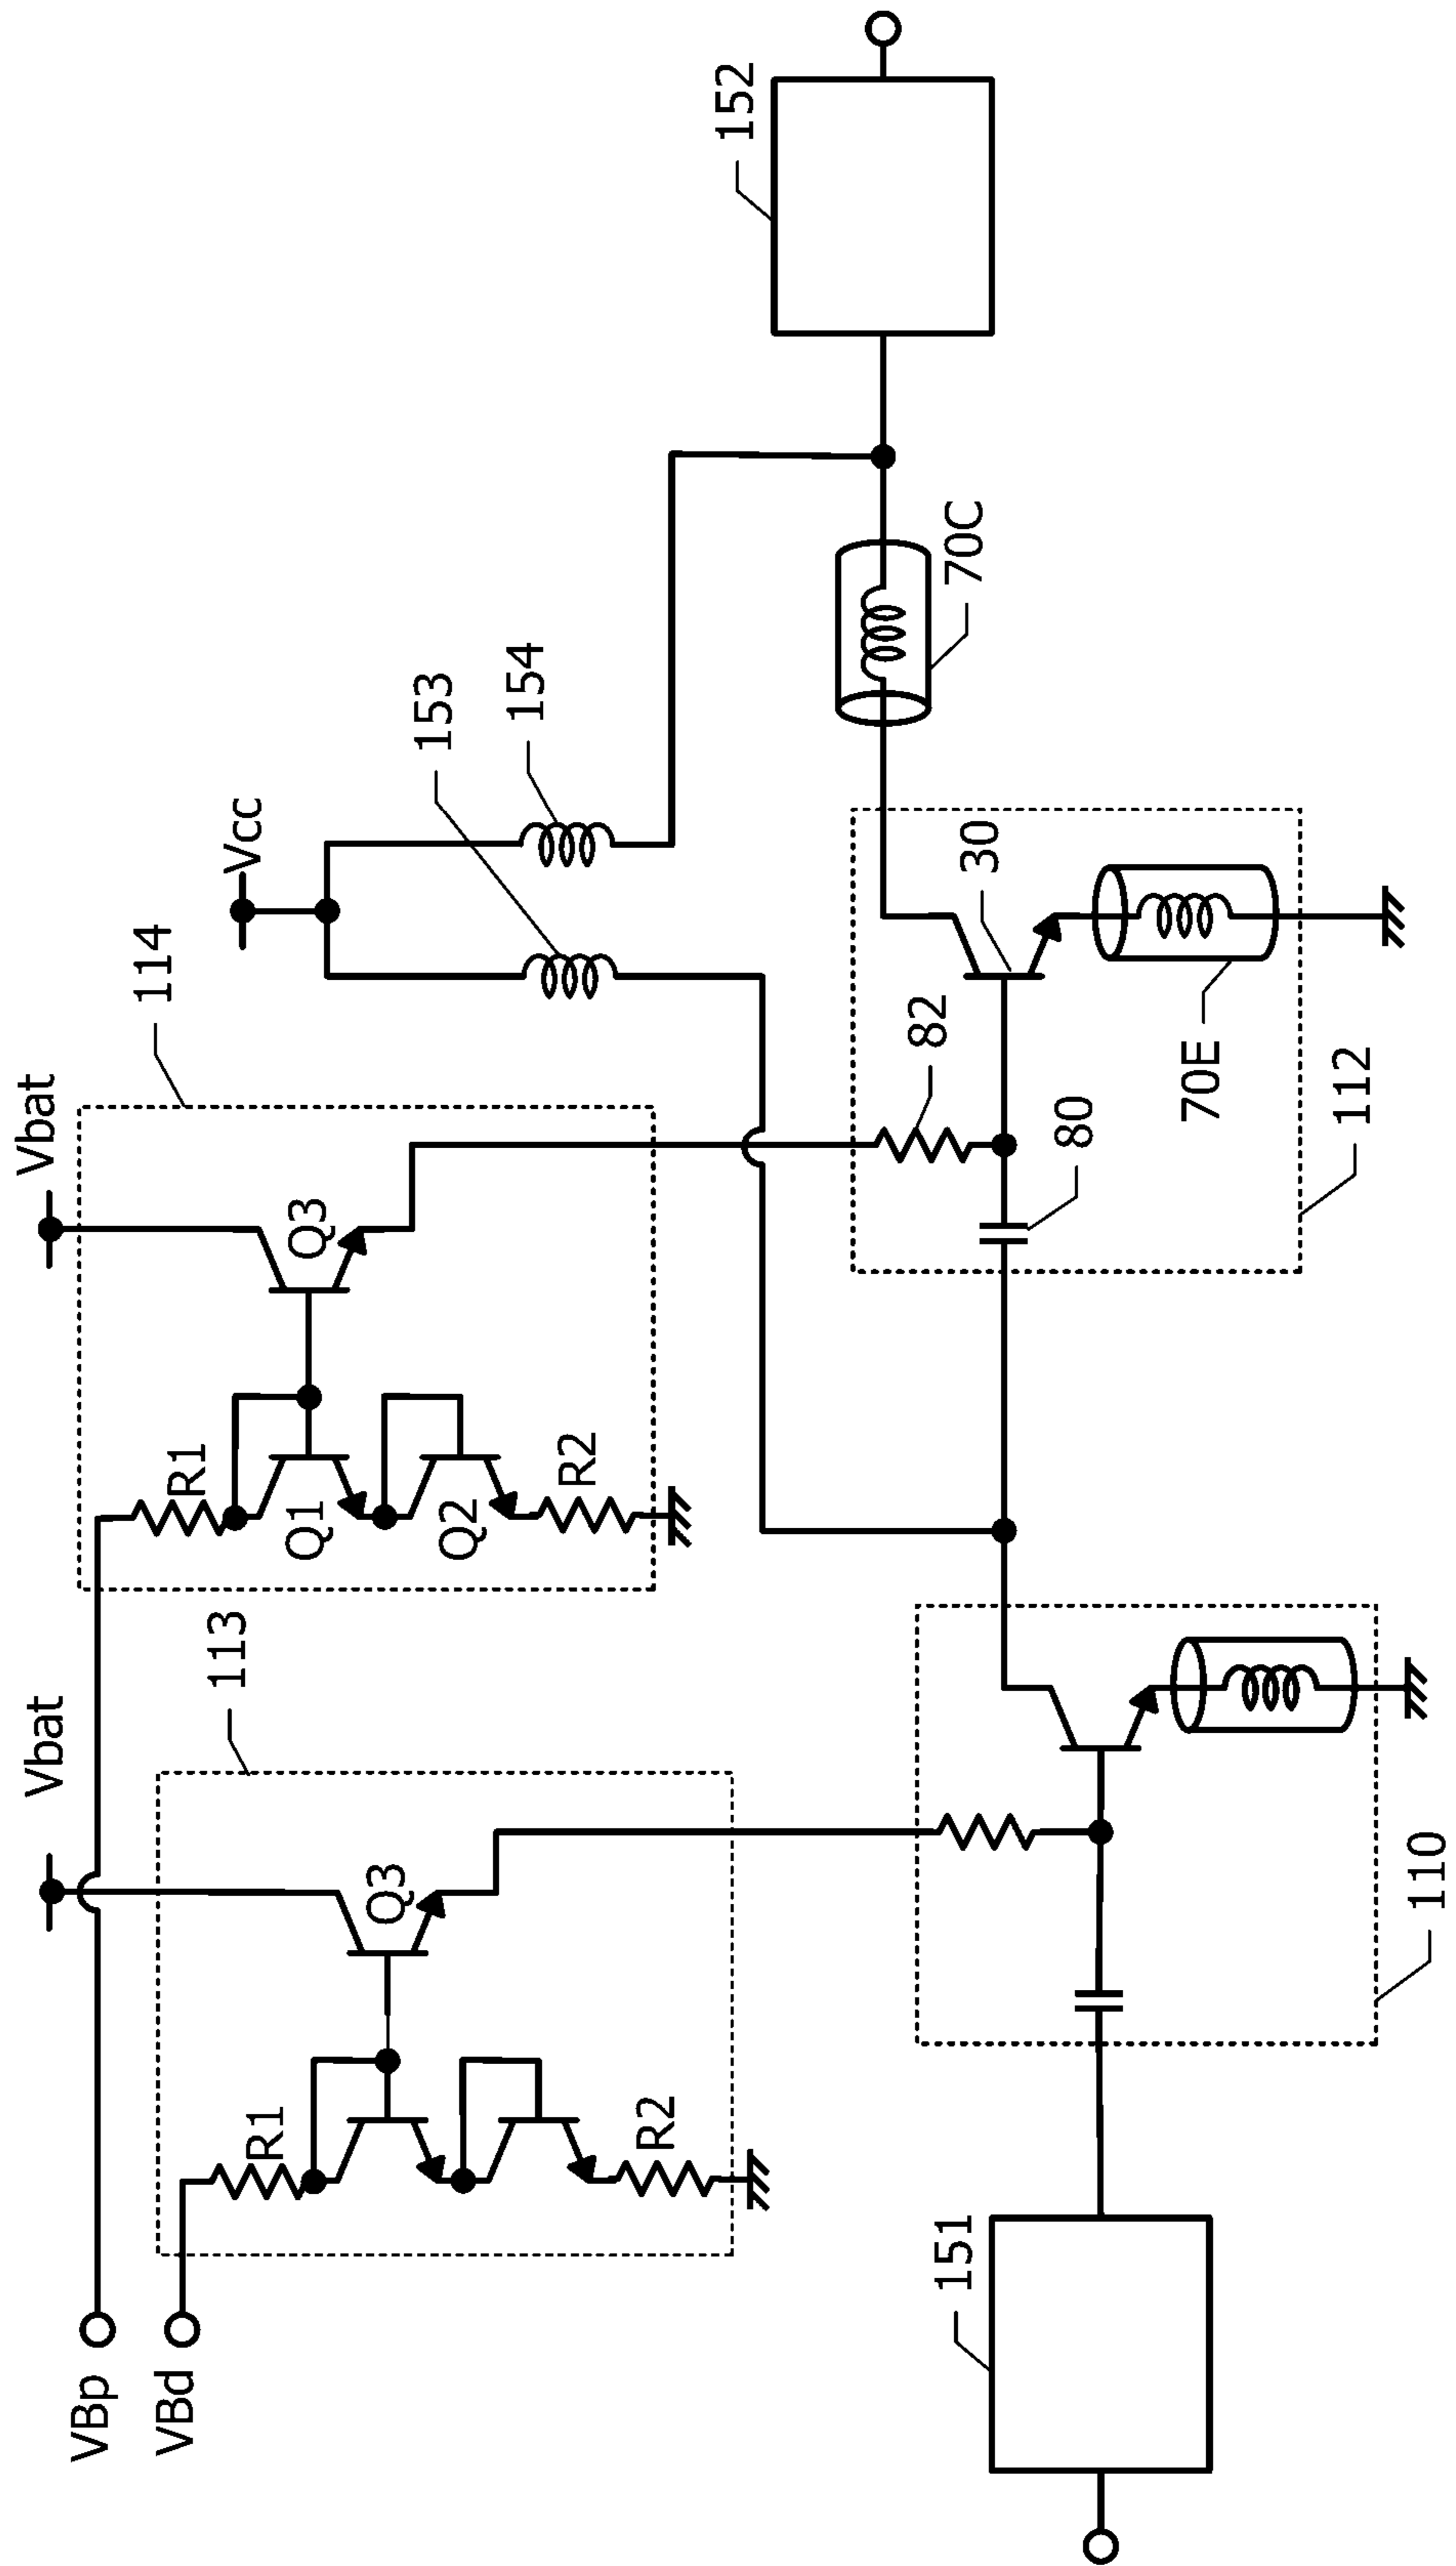 VBp
VBd
Vbat
Vbat
113
R1
Q3
R2
114
R1
Q1
Q3
Q2
R2
Vcc
153
154
152
70C
151
110
82
80
30
70E
112